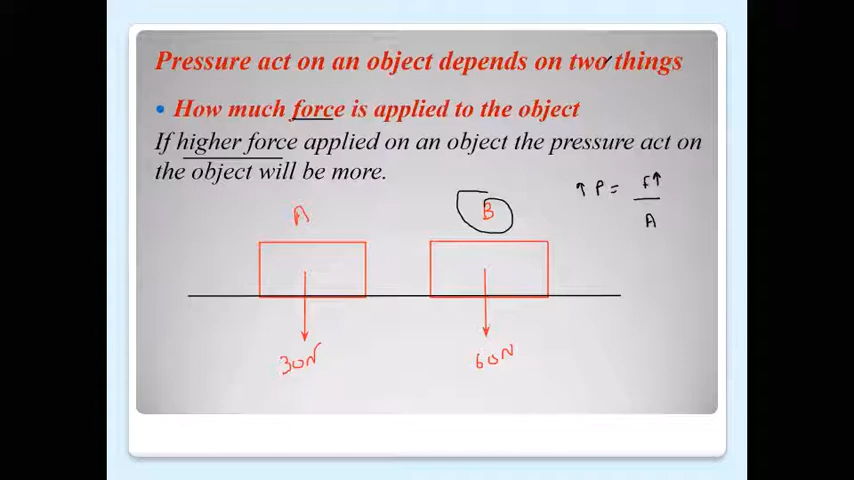 Pressure act on an object depends on two things
• How much force is applied to the object
If higher force applied on an object the pressure act on
the object will be more.
↑ P = F↑
A
A
B
30N
60N